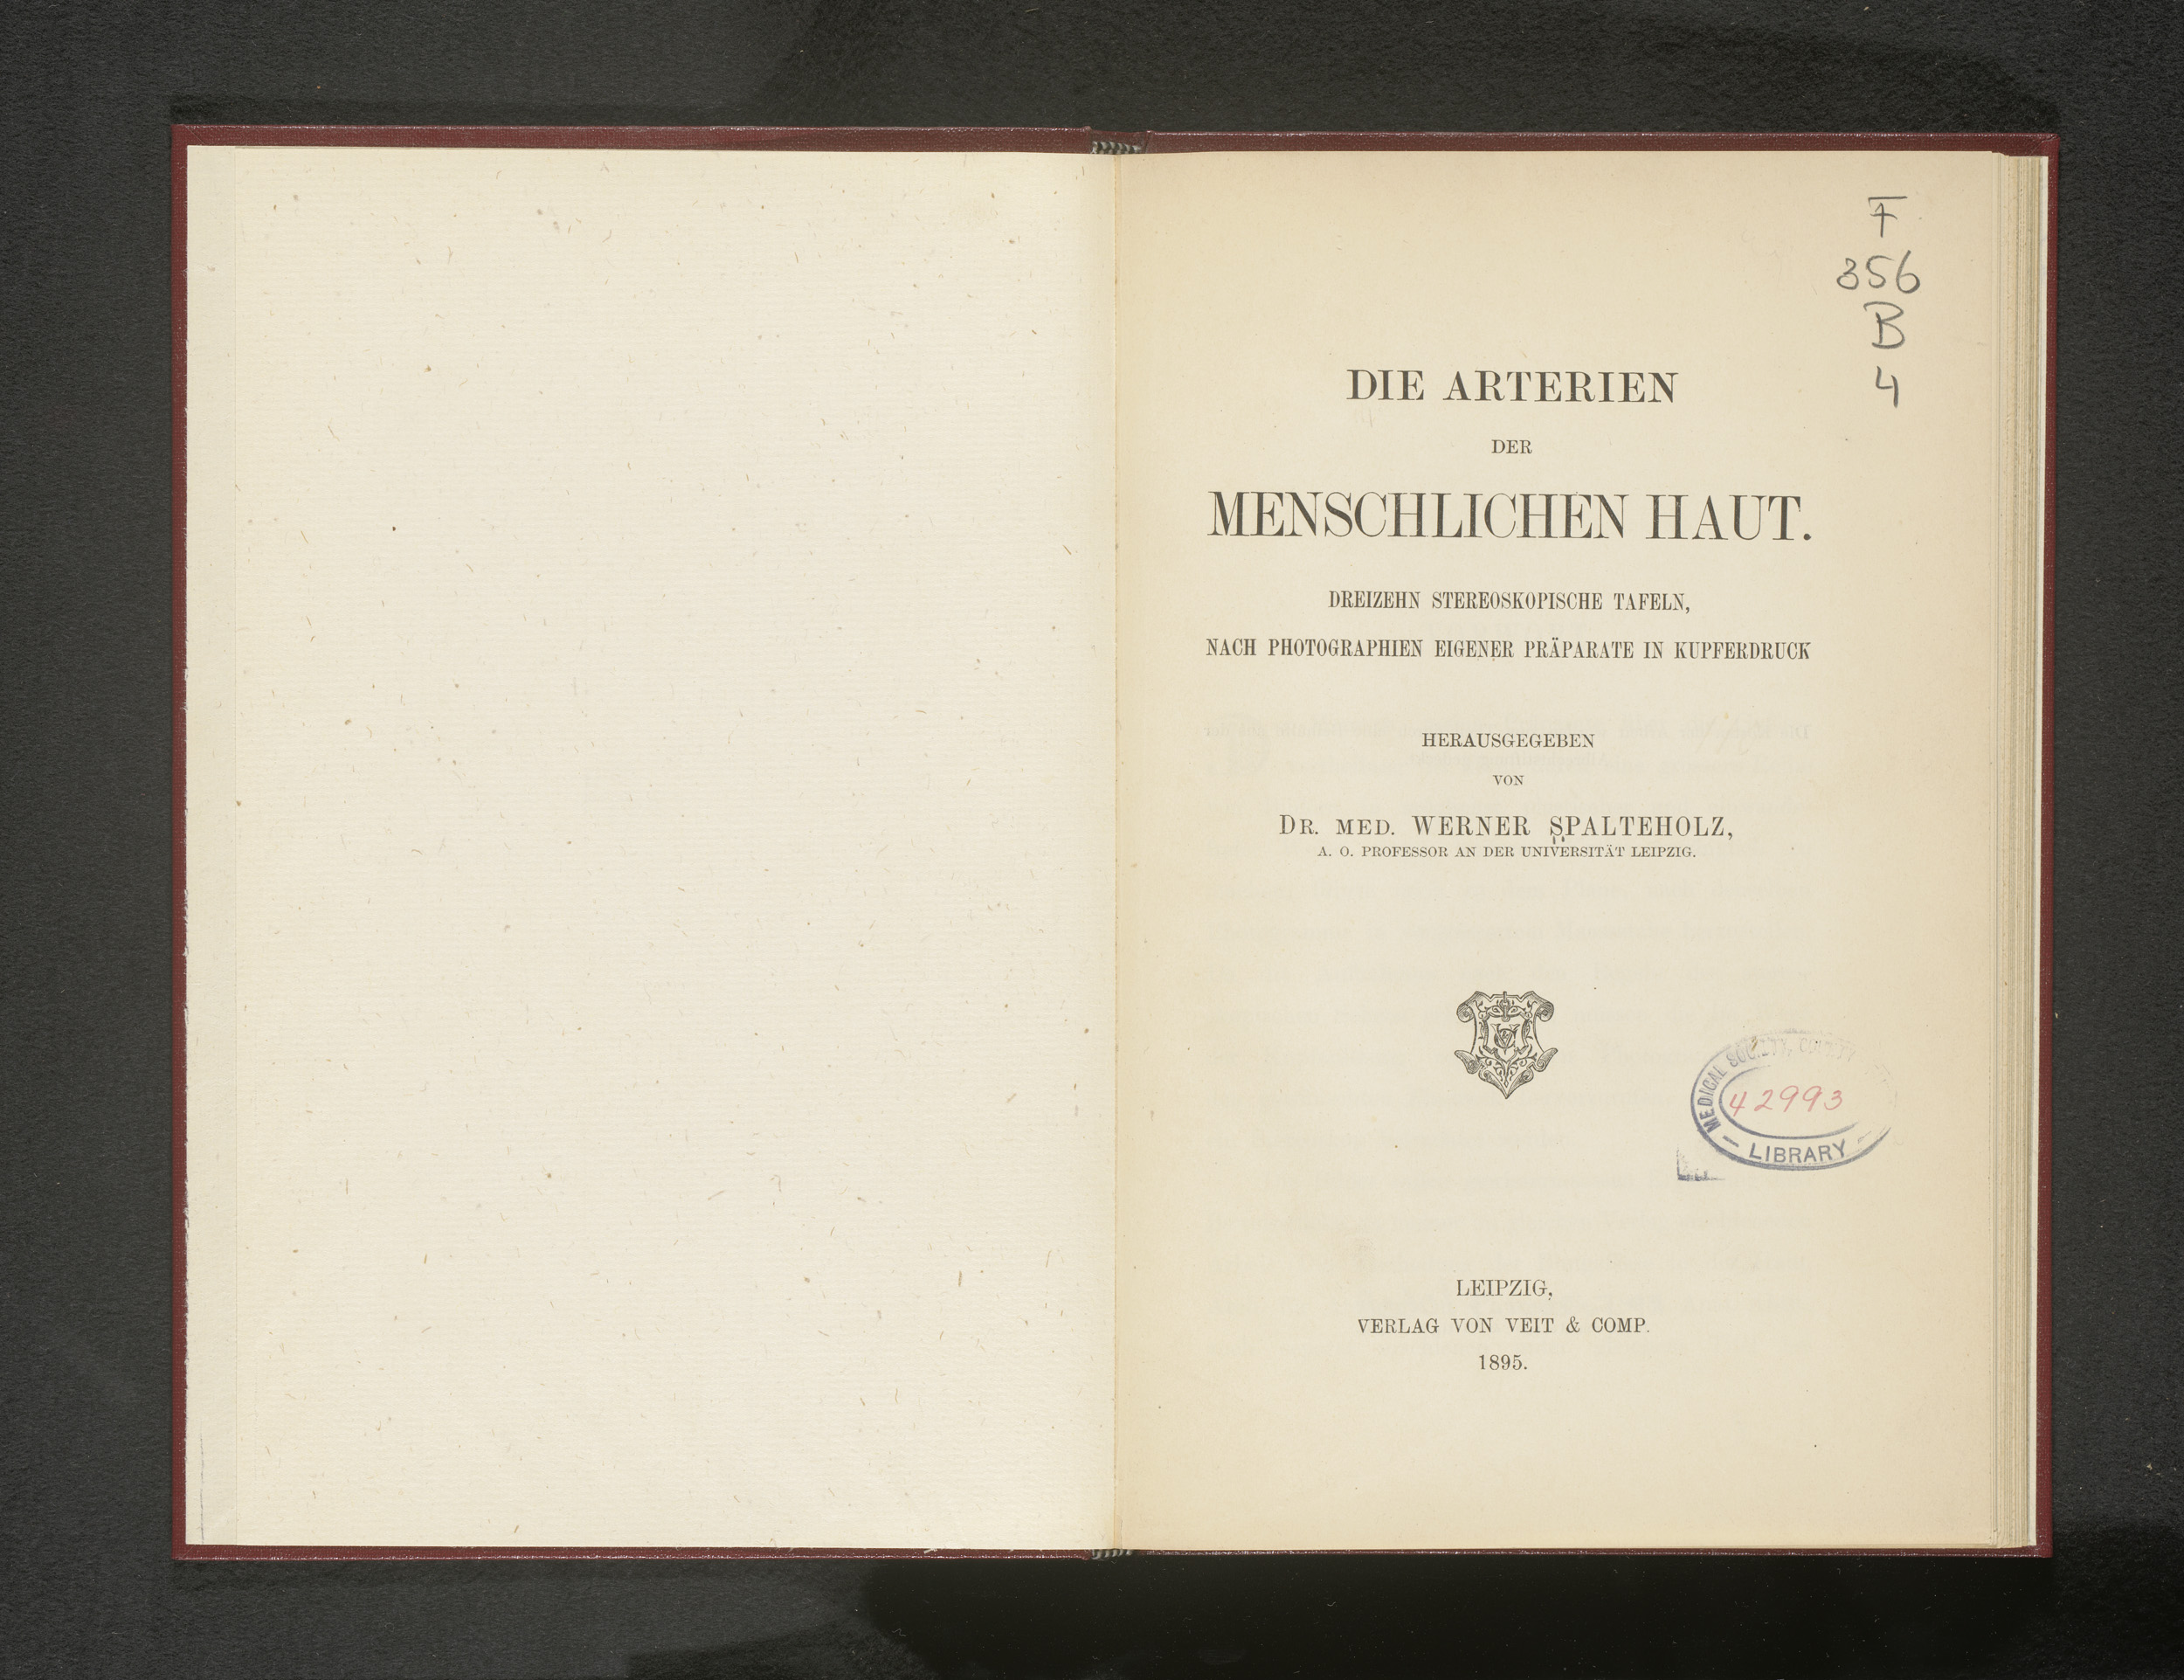 F
356
B
4
DIE ARTERIEN
DER
MENSCHLICHEN HAUT.
DREIZEHN STEREOSKOPISCHE TAFELN,
NACH PHOTOGRAPHIEN EIGENER PRÄPARATE IN KUPFERDRUCK
HERAUSGEGEBEN
VON
DR. MED. WERNER SPALTEHOLZ,
A. O. PROFESSOR AN DER UNIVERSITÄT LEIPZIG.
MEDICAL SOCIETY,
42993
— LIBRARY —
LEIPZIG,
VERLAG VON VEIT & COMP.
1895.